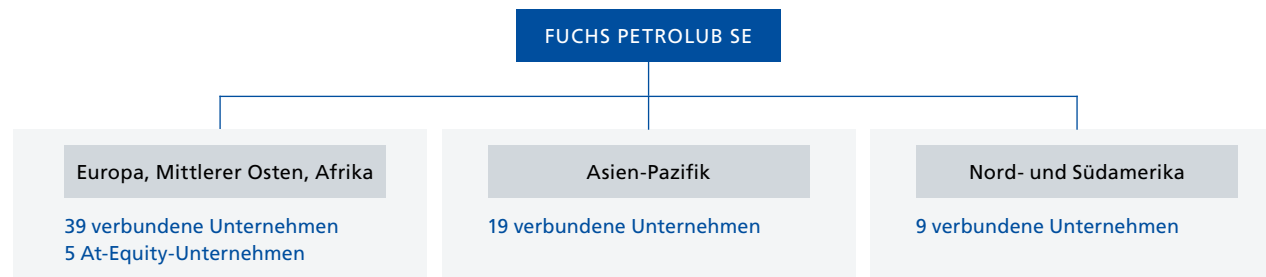 FUCHS PETROLUB SE
Europa, Mittlerer Osten, Afrika
39 verbundene Unternehmen
5 At-Equity-Unternehmen
Asien-Pazifik
19 verbundene Unternehmen
Nord- und Südamerika
9 verbundene Unternehmen